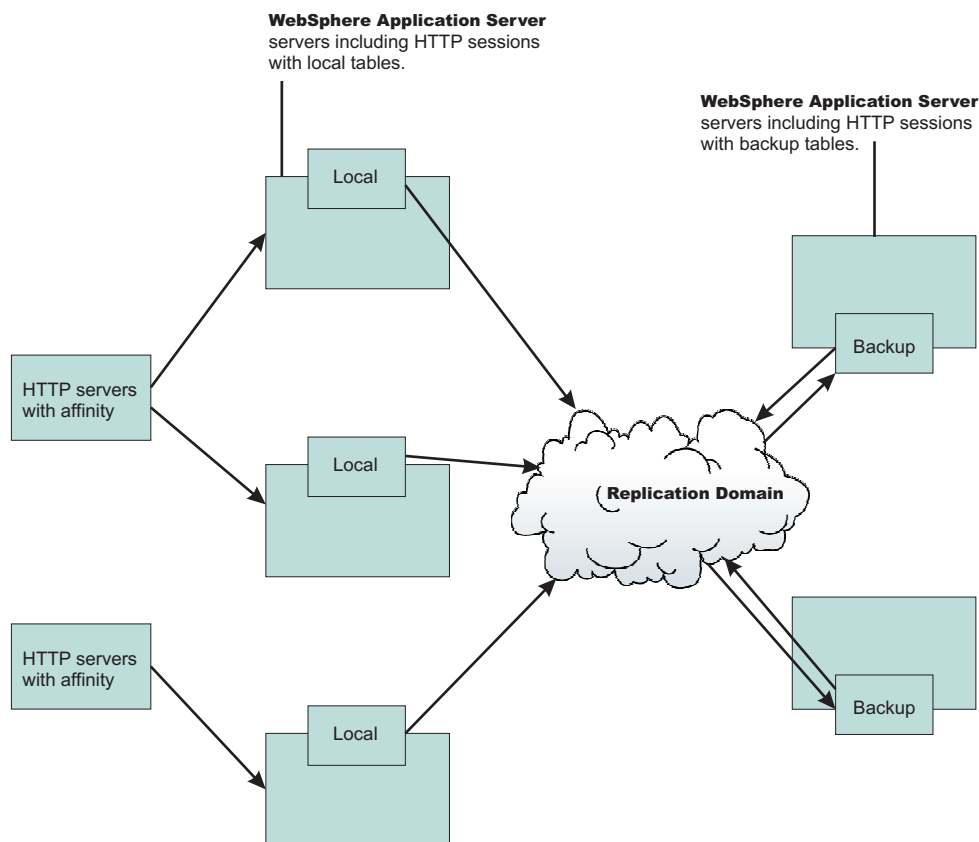 WebSphere Application Server
servers including HTTP sessions
with local tables.
WebSphere Application Server
servers including HTTP sessions
with backup tables.
Local
Backup
HTTP servers
with affinity
Local
Replication Domain
HTTP servers
with affinity
Local
Backup